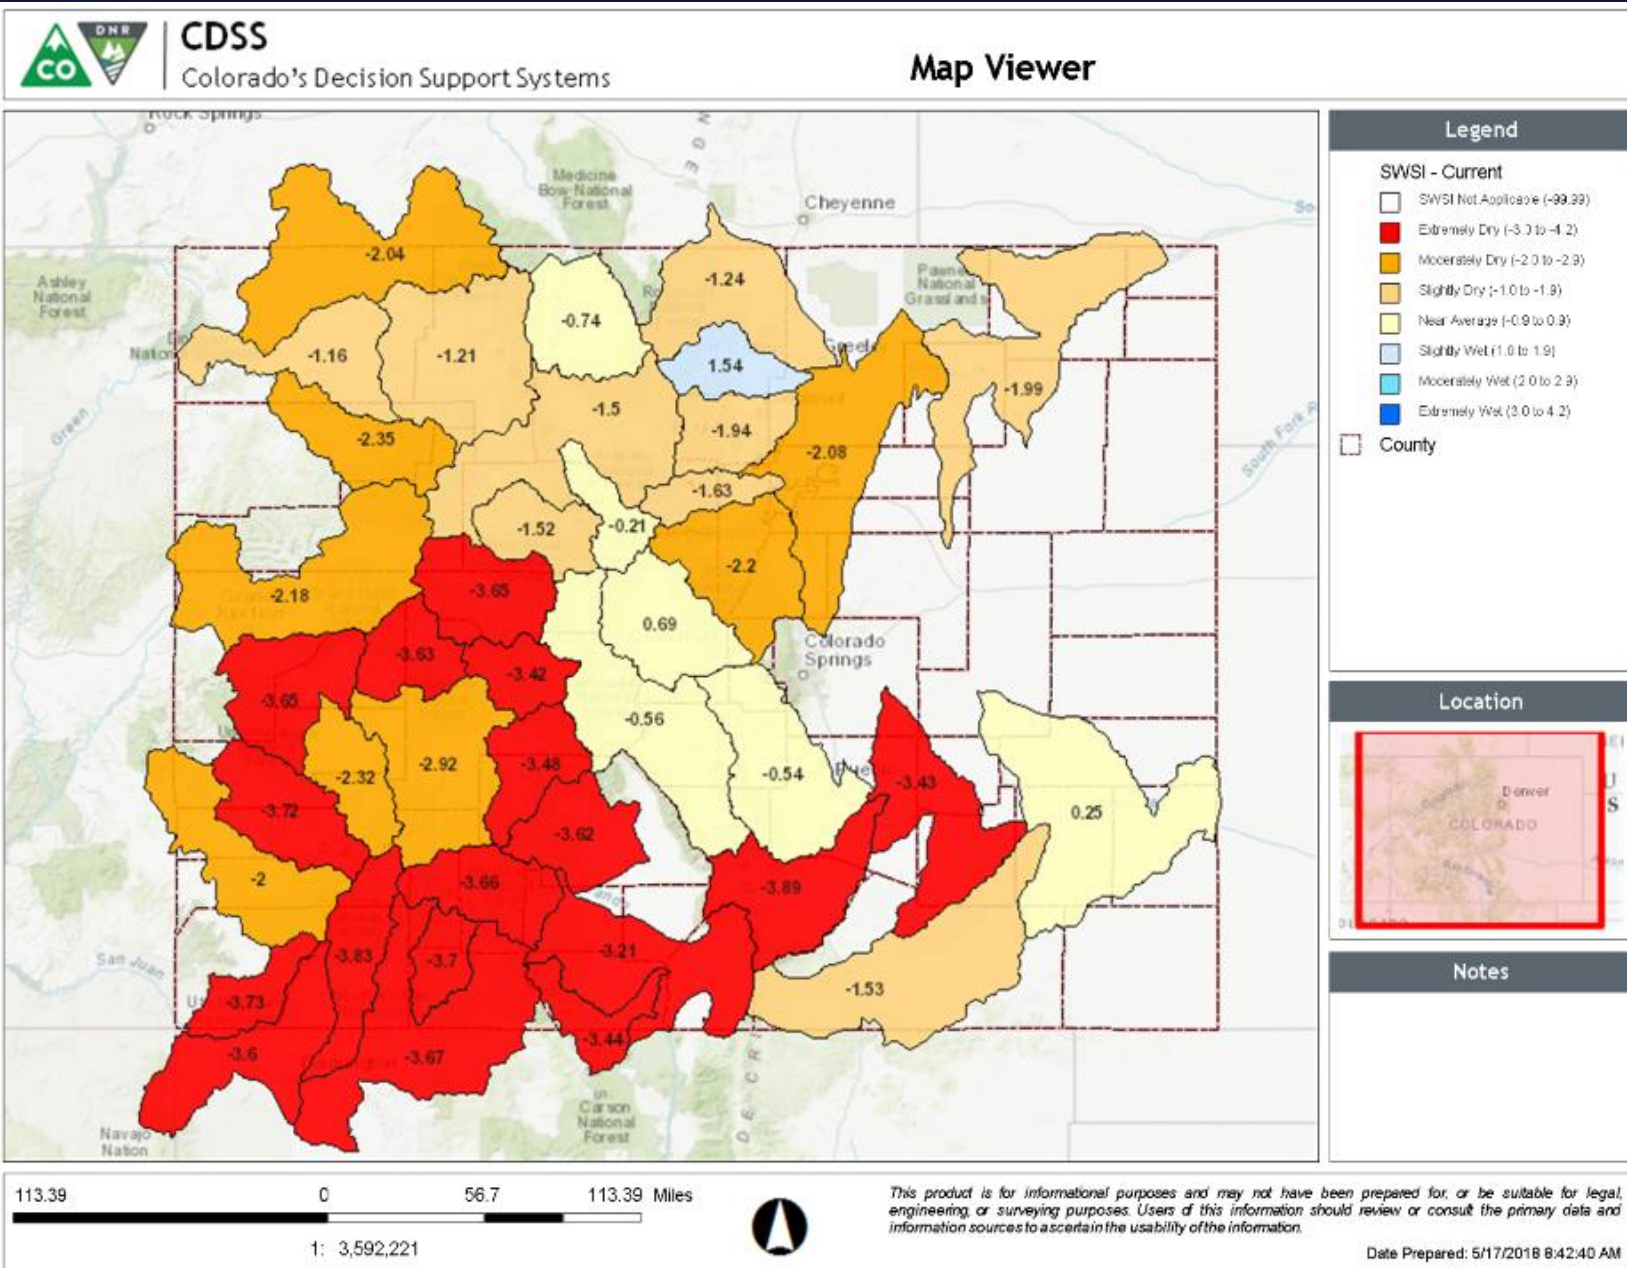 DNR
CO
CDSS
Colorado's Decision Support Systems
Map Viewer
Rock Springs
Medicine
Bow National
Forest
Cheyenne
Ashley
National
Forest
Pawnee
National
Grasslands
Green
South Fork
Colorado
Springs
San Juan
Carson
National
Forest
Navajo
Nation
-2.04
-1.24
-0.74
-1.16
-1.21
1.54
-1.99
-1.5
-1.94
-2.35
-2.08
-1.63
-1.52
-0.21
-2.2
-2.18
-3.65
0.69
-3.63
-3.42
-3.65
-0.56
-2.92
-3.48
-2.32
-0.54
-3.43
-3.72
0.25
-3.62
-2
-3.66
-3.89
-3.83
-3.7
-3.21
-1.53
-3.73
-3.44
-3.6
-3.67
Legend
SWSI - Current
SWSI Not Applicable (-99.99)
Extremely Dry (-3.0 to -4.2)
Moderately Dry (-2.0 to -2.9)
Slightly Dry (-1.0 to -1.9)
Near Average (-0.9 to 0.9)
Slightly Wet (1.0 to 1.9)
Moderately Wet (2.0 to 2.9)
Extremely Wet (3.0 to 4.2)
County
Location
Denver
COLORADO
Notes
113.39 0 56.7 113.39 Miles
1: 3,592,221
This product is for informational purposes and may not have been prepared for, or be suitable for legal,
engineering, or surveying purposes. Users of this information should review or consult the primary data and
information sources to ascertain the usability of the information.
Date Prepared: 5/17/2018 8:42:40 AM